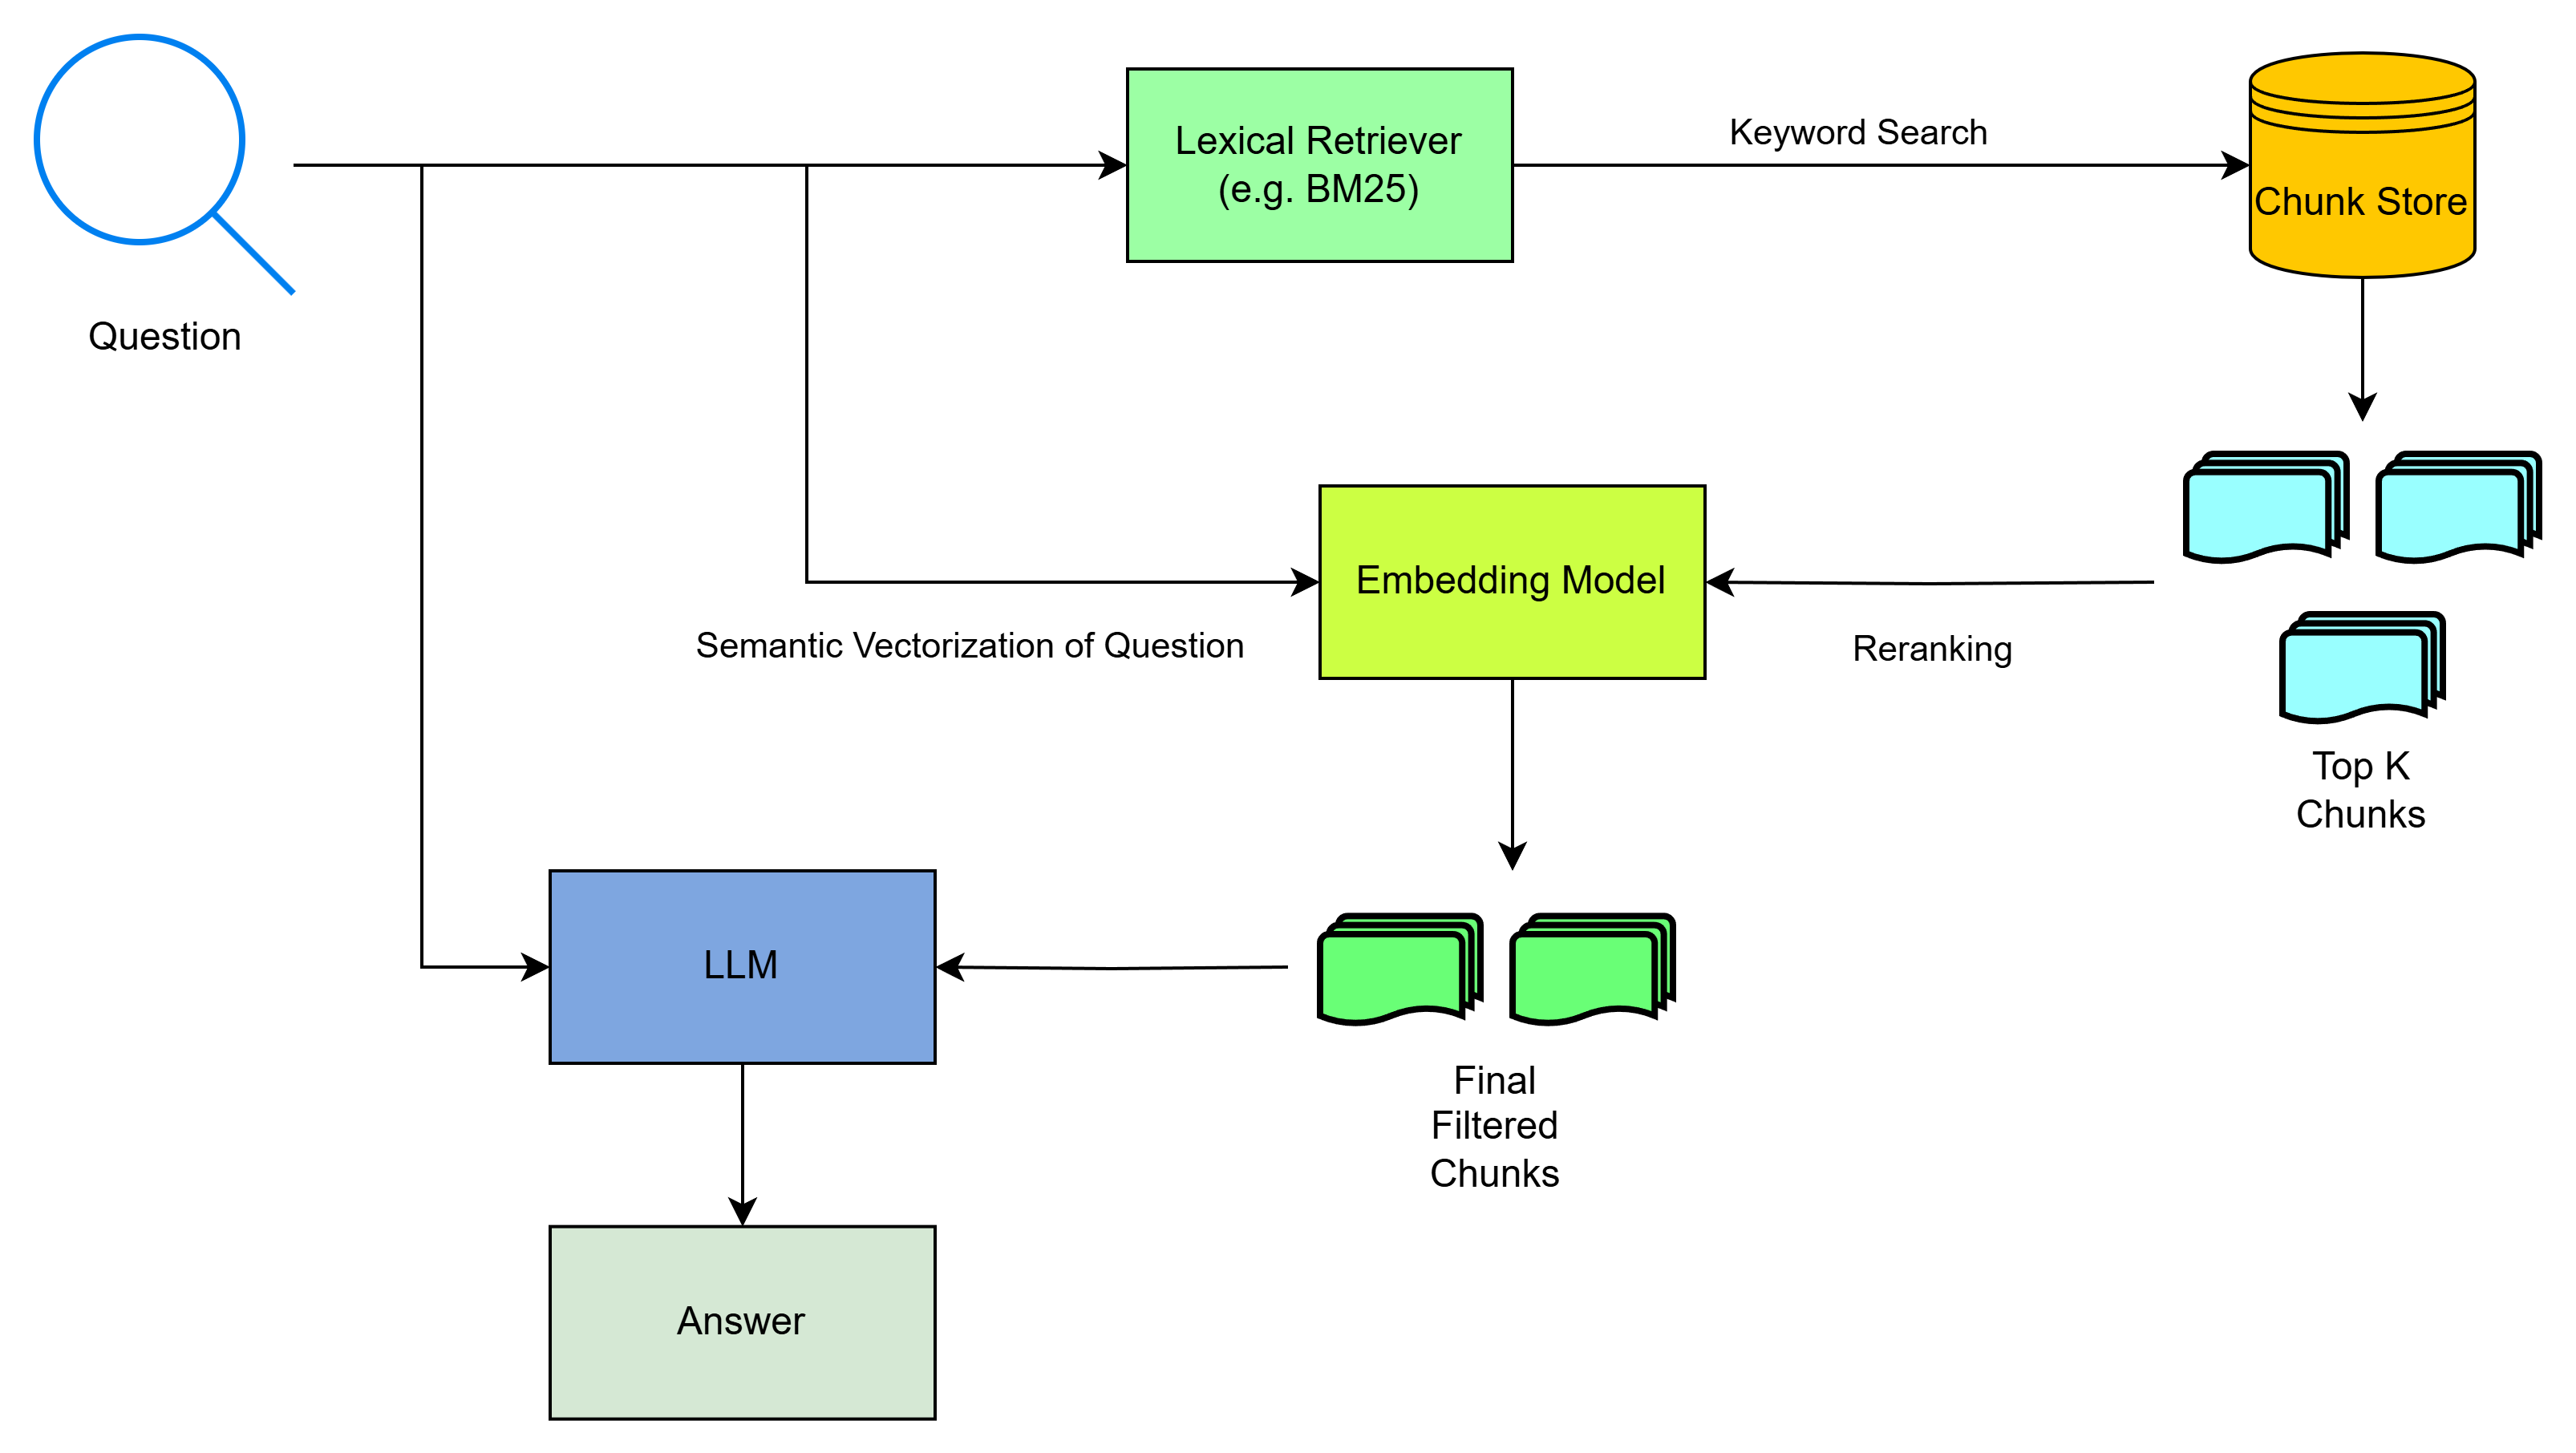 Question
Lexical Retriever
(e.g. BM25)
Keyword Search
Chunk Store
Semantic Vectorization of Question
Embedding Model
Reranking
Top K
Chunks
LLM
Final
Filtered
Chunks
Answer